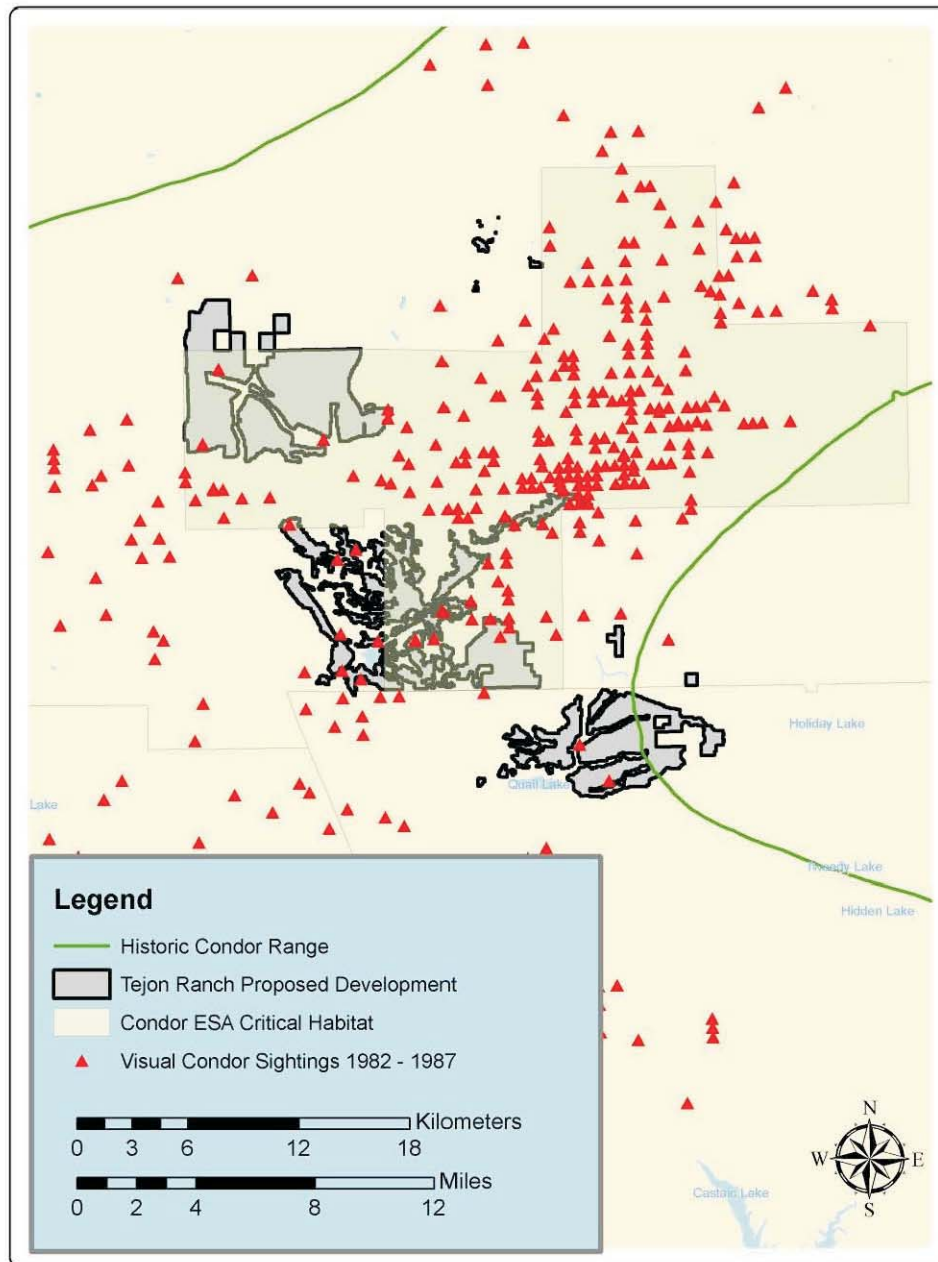 Holiday Lake
Quail Lake
Lake
Tweedy Lake
Hidden Lake
Legend
Historic Condor Range
Tejon Ranch Proposed Development
Condor ESA Critical Habitat
Visual Condor Sightings 1982 - 1987
Kilometers
0 3 6 12 18
Miles
0 2 4 8 12
N
W E
S
Castaic Lake